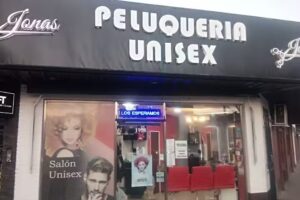 Jonas
PELUQUERIA
UNISEX
LOS ESPERAMOS
Salón
Unisex